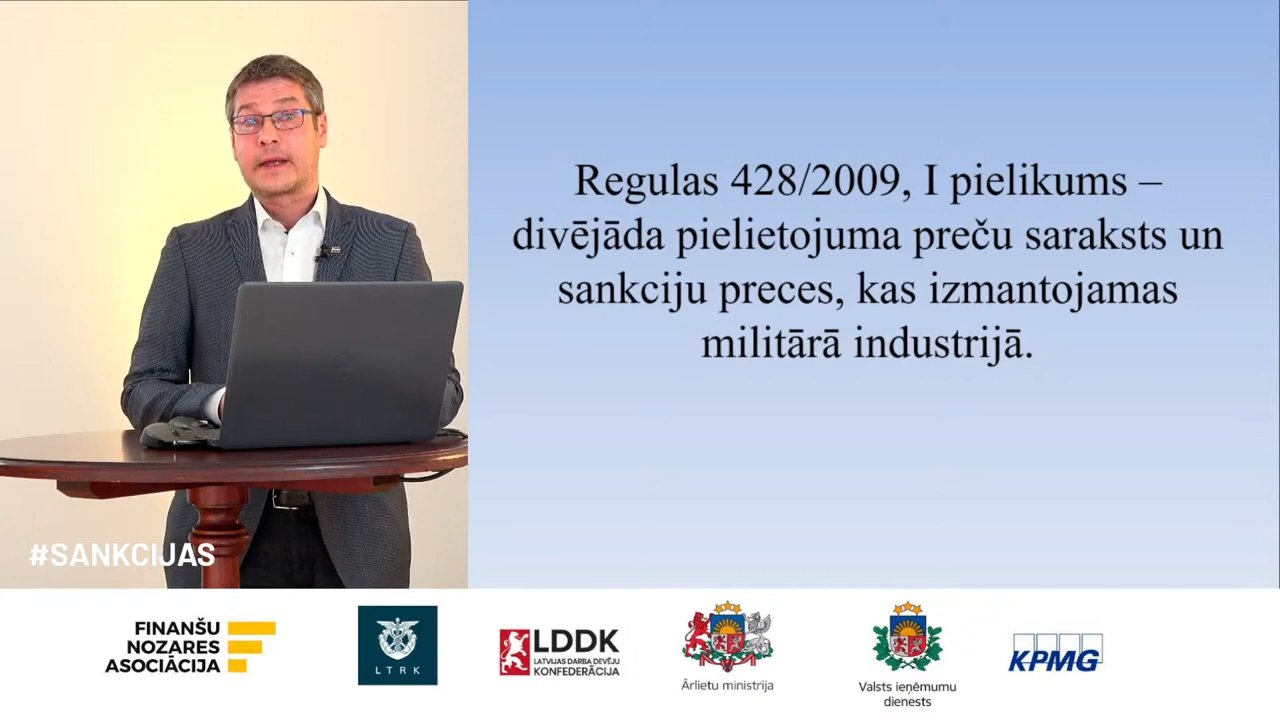 Regulas 428/2009, I pielikums –
divējāda pielietojuma preču saraksts un
sankciju preces, kas izmantojamas
militārā industrijā.
#SANKCIJAS
FINANŠU
NOZARES
ASOCIĀCIJA
LTRK
LDDK
LATVIJAS DARBA DEVĒJU
KONFEDERĀCIJA
Ārlietu ministrija
Valsts ieņēmumu
dienests
KPMG